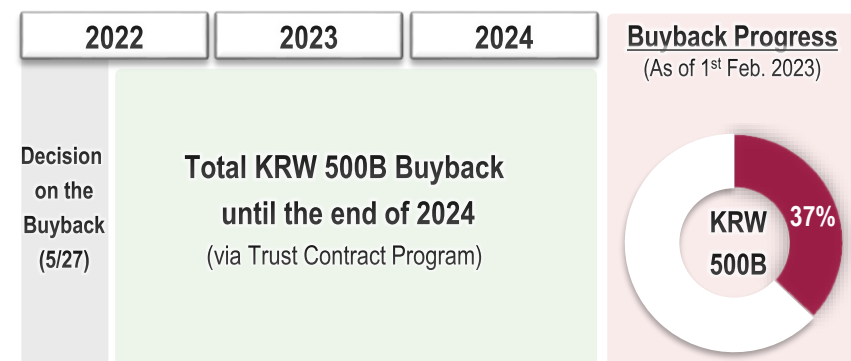 2022
2023
2024
Decision
on the
Buyback
(5/27)
Total KRW 500B Buyback
until the end of 2024
(via Trust Contract Program)
Buyback Progress
(As of 1st Feb. 2023)
37%
KRW
500B